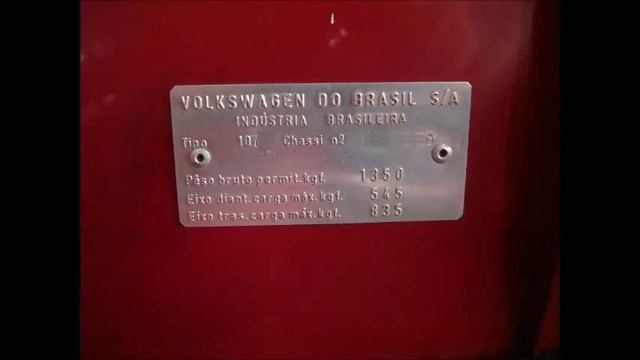 VOLKSWAGEN DO BRASIL S/A
INDÚSTRIA BRASILEIRA
Tipo 107 Chassi nº
Pêso bruto permit.kgf. 1350
Eixo diant.carga máx.kgf. 545
Eixo tras.carga máx.kgf. 835